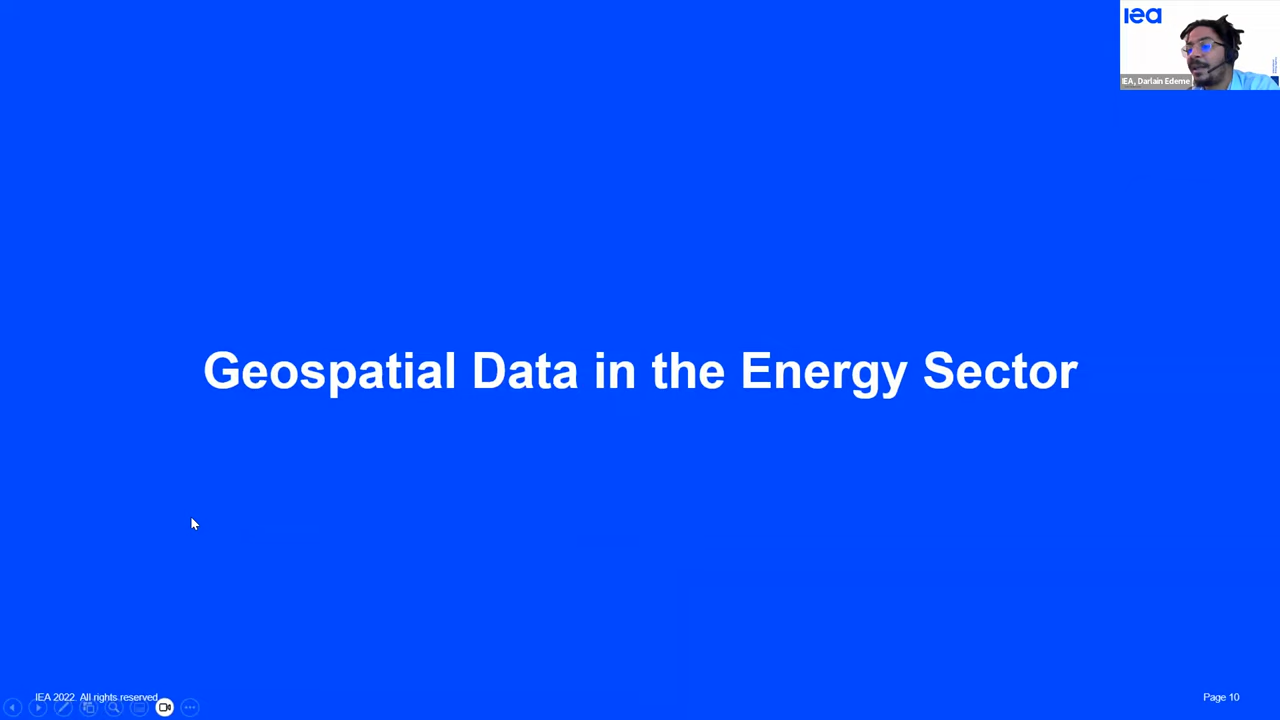 iea
IEA, Darlain Edeme
Geospatial Data in the Energy Sector
IEA 2022. All rights reserved.
Page 10